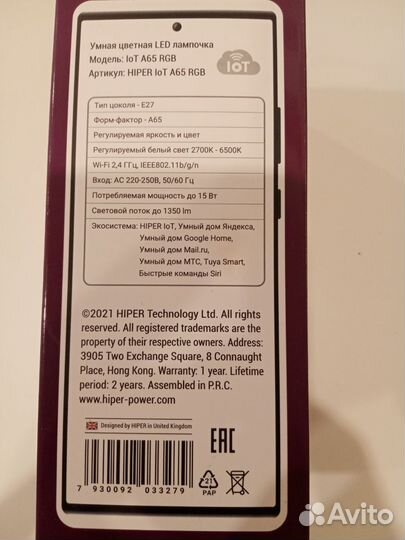 Умная цветная LED лампочка
Модель: IoT A65 RGB
Артикул: HIPER IoT A65 RGB
IoT
Тип цоколя - E27
Форм-фактор - A65
Регулируемая яркость и цвет
Регулируемый белый свет 2700K - 6500K
Wi-Fi 2,4 ГГц, IEEE802.11b/g/n
Вход: AC 220-250В, 50/60 Гц
Потребляемая мощность до 15 Вт
Световой поток до 1350 lm
Экосистема: HIPER IoT, Умный дом Яндекса,
Умный дом Google Home,
Умный дом Mail.ru,
Умный дом МТС, Tuya Smart,
Быстрые команды Siri
©2021 HIPER Technology Ltd. All rights
reserved. All registered trademarks are the
property of their respective owners. Address:
3905 Two Exchange Square, 8 Connaught
Place, Hong Kong. Warranty: 1 year. Lifetime
period: 2 years. Assembled in P.R.C.
www.hiper-power.com
Designed by HIPER in United Kingdom
EAC
7 930092 033279
21
PAP
Avito